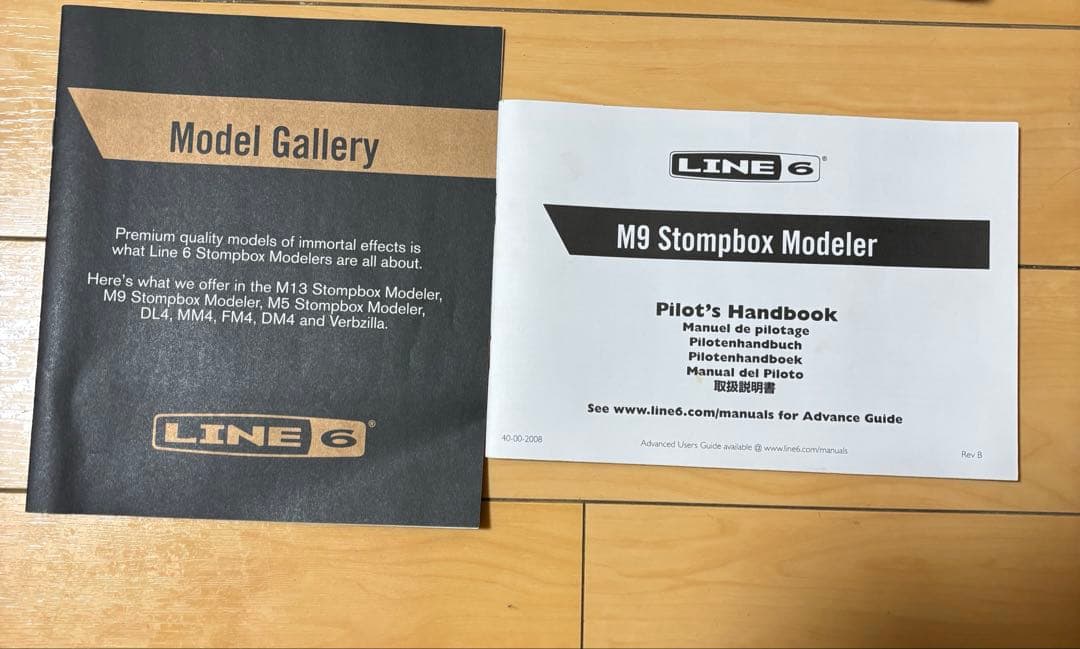 Model Gallery
Premium quality models of immortal effects is
what Line 6 Stompbox Modelers are all about.
Here's what we offer in the M13 Stompbox Modeler,
M9 Stompbox Modeler, M5 Stompbox Modeler,
DL4, MM4, FM4, DM4 and Verbzilla.
LINE 6®
LINE 6®
M9 Stompbox Modeler
Pilot's Handbook
Manuel de pilotage
Pilotenhandbuch
Pilotenhandboek
Manual del Piloto
取扱説明書
See www.line6.com/manuals for Advance Guide
40-00-2008
Advanced Users Guide available @ www.line6.com/manuals
Rev B